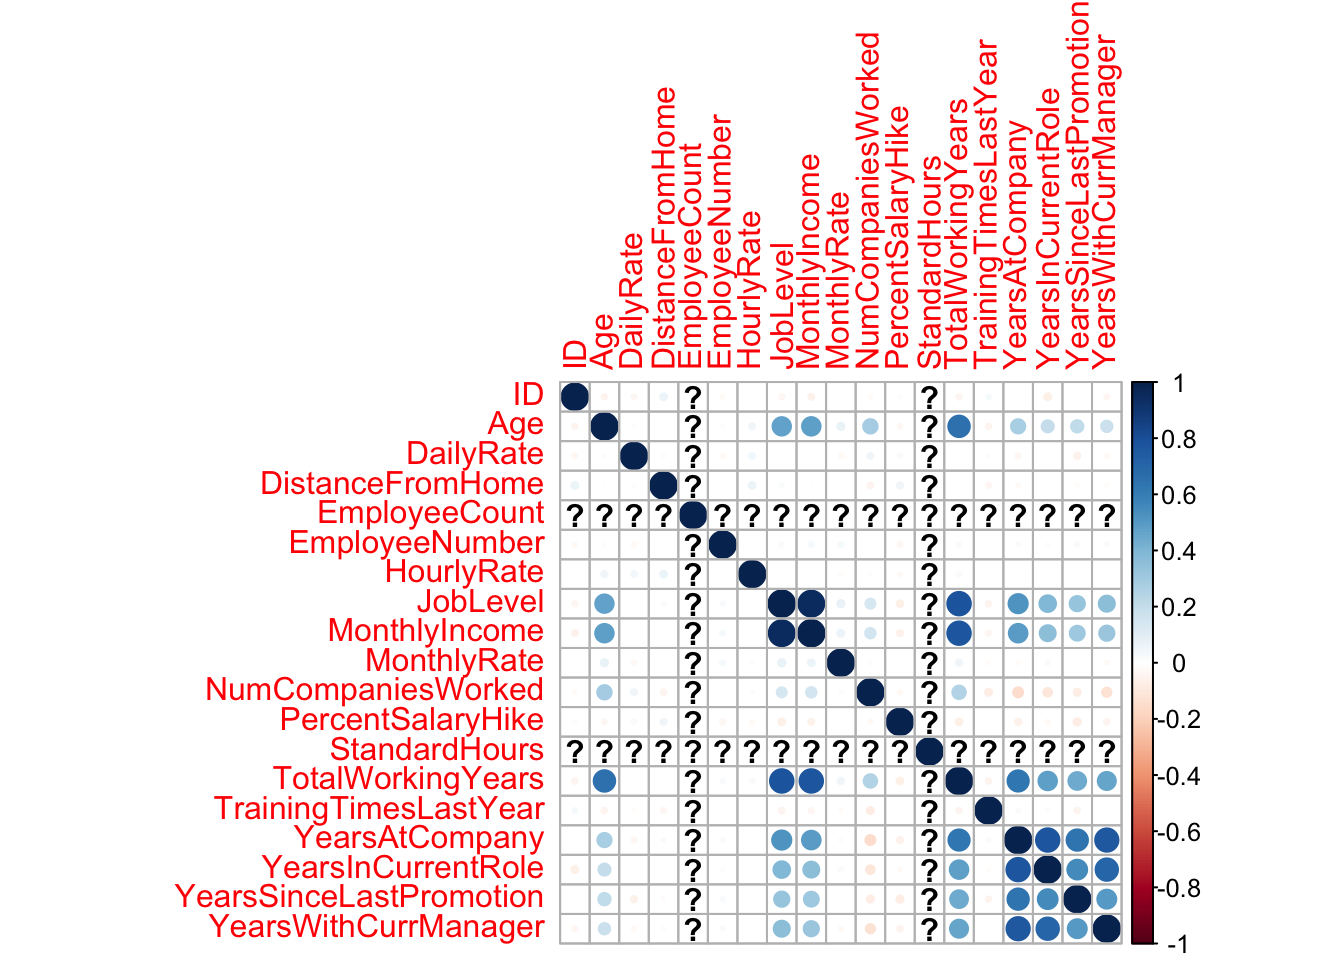 ID
Age
DailyRate
DistanceFromHome
EmployeeCount
EmployeeNumber
HourlyRate
JobLevel
MonthlyIncome
MonthlyRate
NumCompaniesWorked
PercentSalaryHike
StandardHours
TotalWorkingYears
TrainingTimesLastYear
YearsAtCompany
YearsInCurrentRole
YearsSinceLastPromotion
YearsWithCurrManager
ID ? ?
Age ? ?
DailyRate ? ?
DistanceFromHome ? ?
EmployeeCount ? ? ? ? ? ? ? ? ? ? ? ? ? ? ? ? ? ?
EmployeeNumber ? ?
HourlyRate ? ?
JobLevel ? ?
MonthlyIncome ? ?
MonthlyRate ? ?
NumCompaniesWorked ? ?
PercentSalaryHike ? ?
StandardHours ? ? ? ? ? ? ? ? ? ? ? ? ? ? ? ? ? ?
TotalWorkingYears ? ?
TrainingTimesLastYear ? ?
YearsAtCompany ? ?
YearsInCurrentRole ? ?
YearsSinceLastPromotion ? ?
YearsWithCurrManager ? ?
1
0.8
0.6
0.4
0.2
0
-0.2
-0.4
-0.6
-0.8
-1